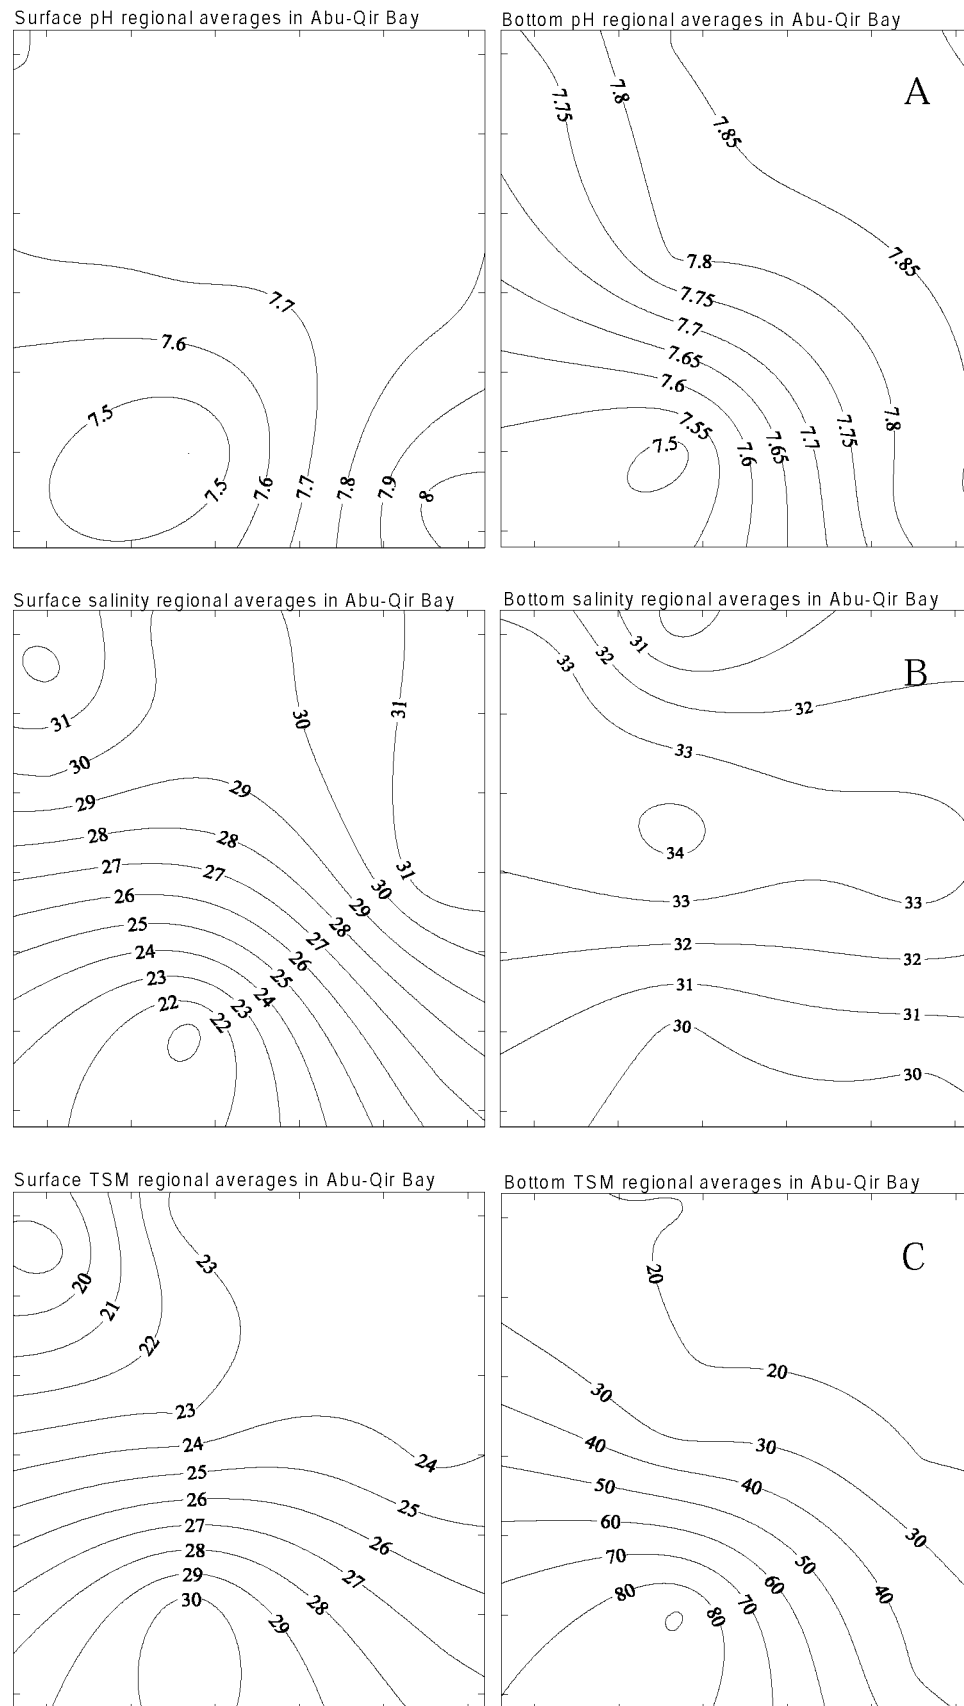 Surface pH regional averages in Abu-Qir Bay
7.7
7.6
7.5
7.5 7.6 7.7 7.8 7.9 8
Bottom pH regional averages in Abu-Qir Bay
A
7.75 7.8
7.85
7.8 7.85
7.75
7.7
7.65
7.6
7.55 7.8
7.5 7.6 7.65 7.7 7.75
Surface salinity regional averages in Abu-Qir Bay
31 30 31
30
29 29
28 28
27 27 31
26 30
25 29
24 28
23 27
22 26
22 23 24 25
Bottom salinity regional averages in Abu-Qir Bay
B
33 32 31
32
33
34
33 33
32 32
31 31
30
30
Surface TSM regional averages in Abu-Qir Bay
23
20
21
22
23
24 24
25 25
26 26
27 27
28 28
29 29
30
Bottom TSM regional averages in Abu-Qir Bay
C
20
20
30
40 30
50 40
60 30
70 50
80 80 70 60 40